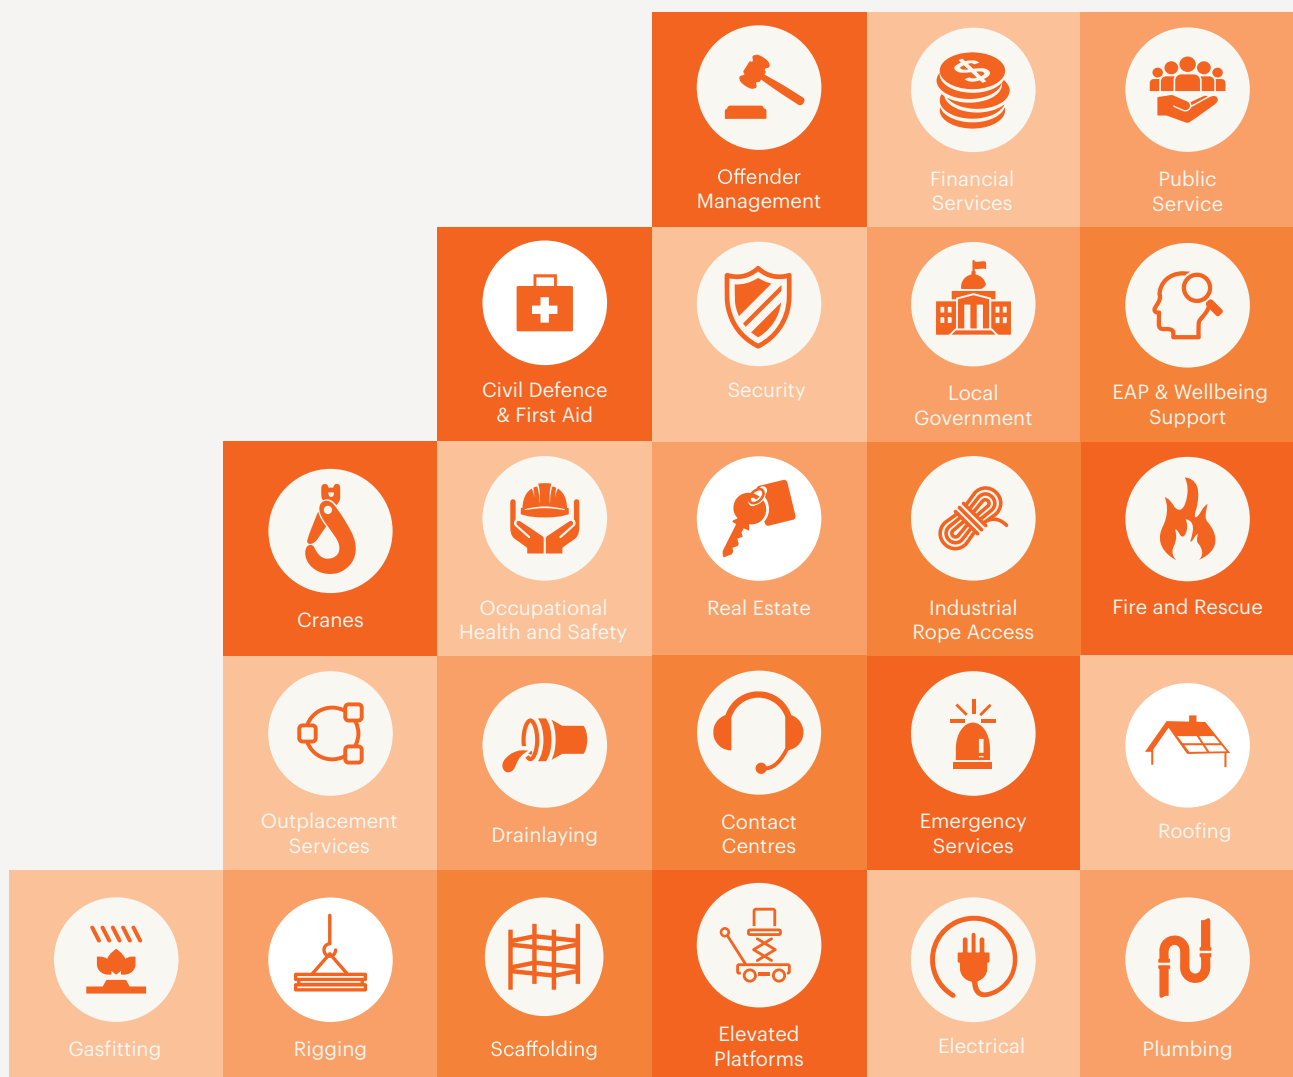 Offender
Management
Financial
Services
Public
Service
Civil Defence
& First Aid
Security
Local
Government
EAP & Wellbeing
Support
Cranes
Occupational
Health and Safety
Real Estate
Industrial
Rope Access
Fire and Rescue
Outplacement
Services
Drainlaying
Contact
Centres
Emergency
Services
Roofing
Gasfitting
Rigging
Scaffolding
Elevated
Platforms
Electrical
Plumbing